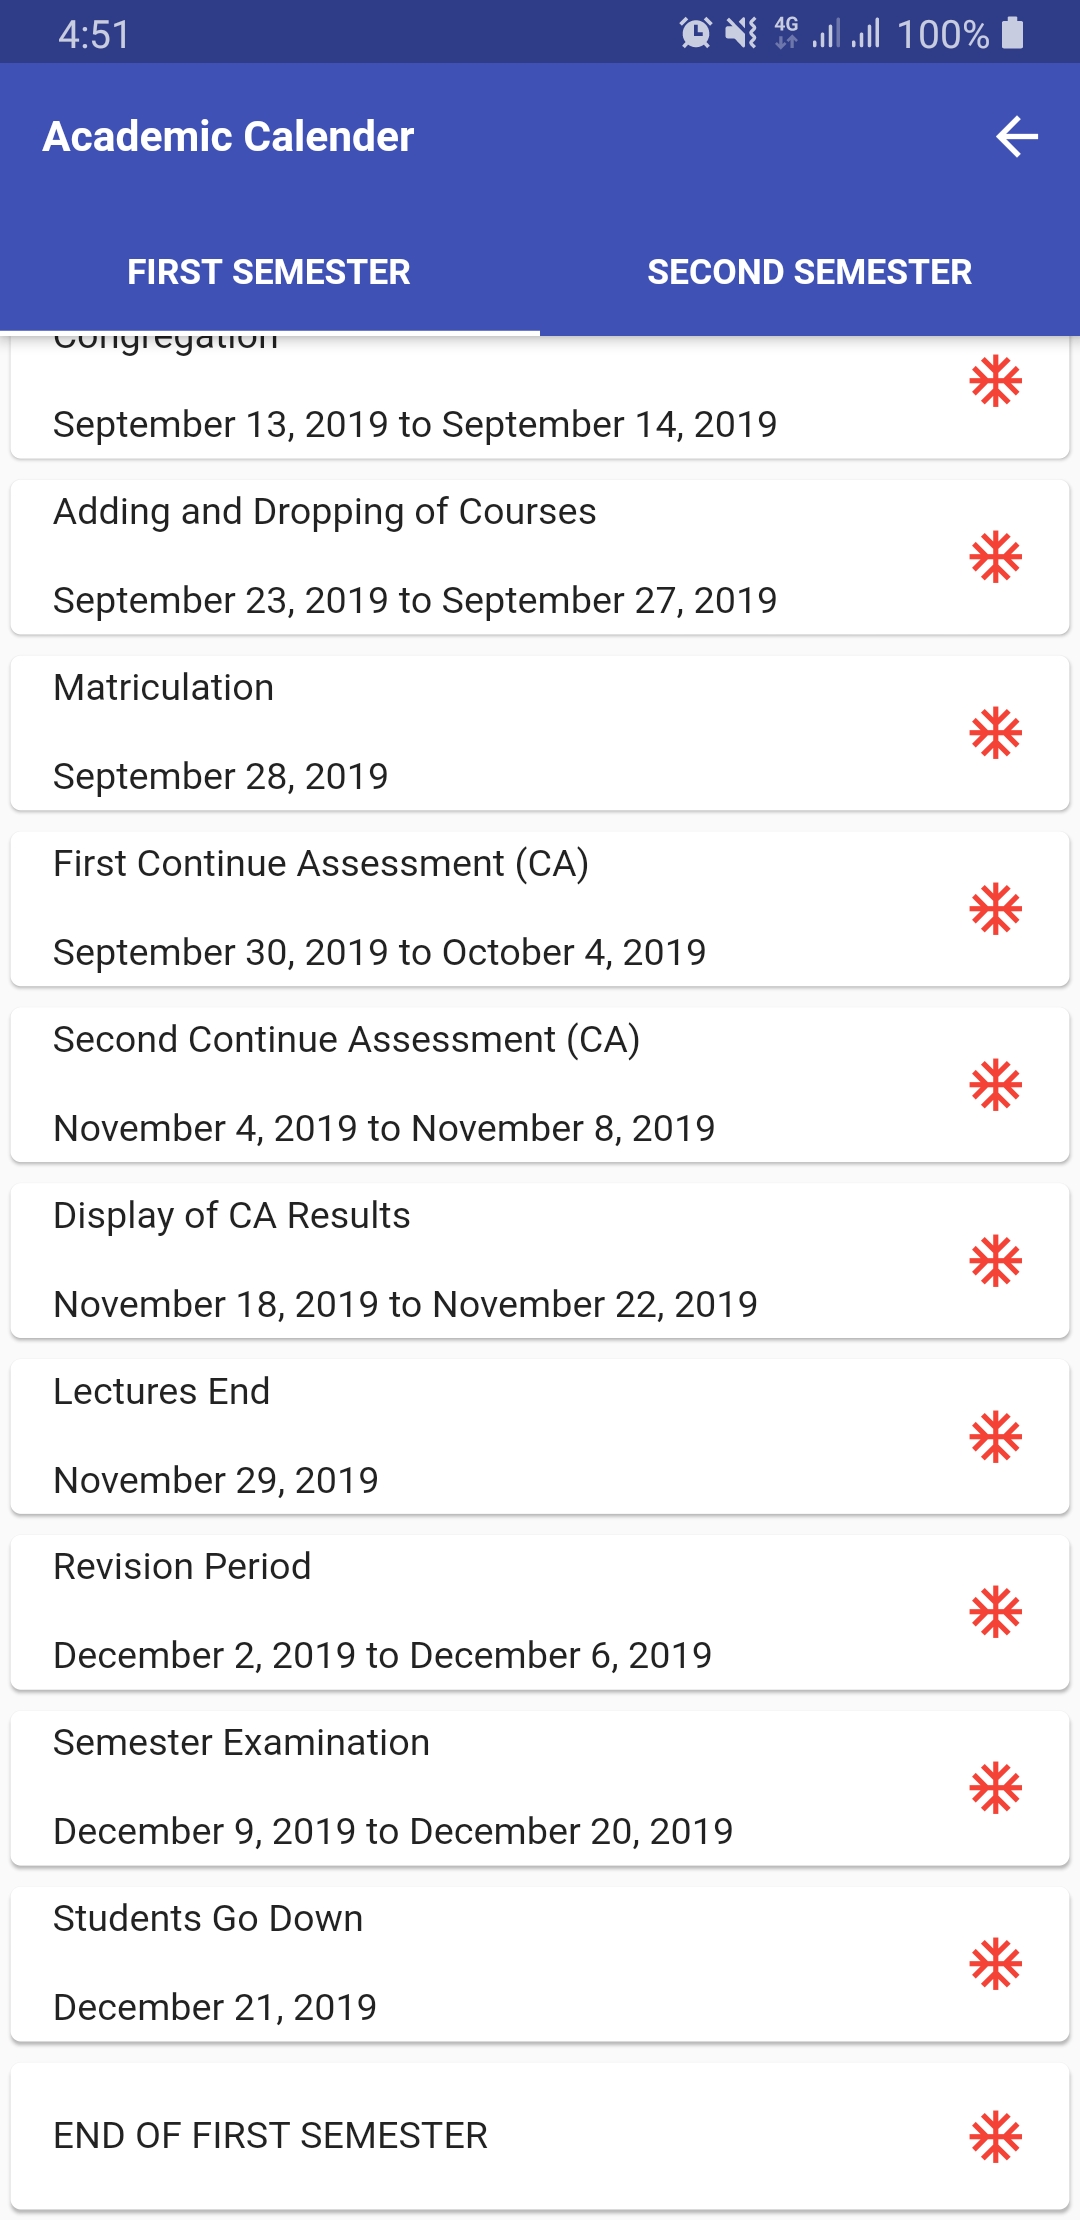 4:51
4G
100%
Academic Calender
FIRST SEMESTER
SECOND SEMESTER
Congregation
September 13, 2019 to September 14, 2019
Adding and Dropping of Courses
September 23, 2019 to September 27, 2019
Matriculation
September 28, 2019
First Continue Assessment (CA)
September 30, 2019 to October 4, 2019
Second Continue Assessment (CA)
November 4, 2019 to November 8, 2019
Display of CA Results
November 18, 2019 to November 22, 2019
Lectures End
November 29, 2019
Revision Period
December 2, 2019 to December 6, 2019
Semester Examination
December 9, 2019 to December 20, 2019
Students Go Down
December 21, 2019
END OF FIRST SEMESTER